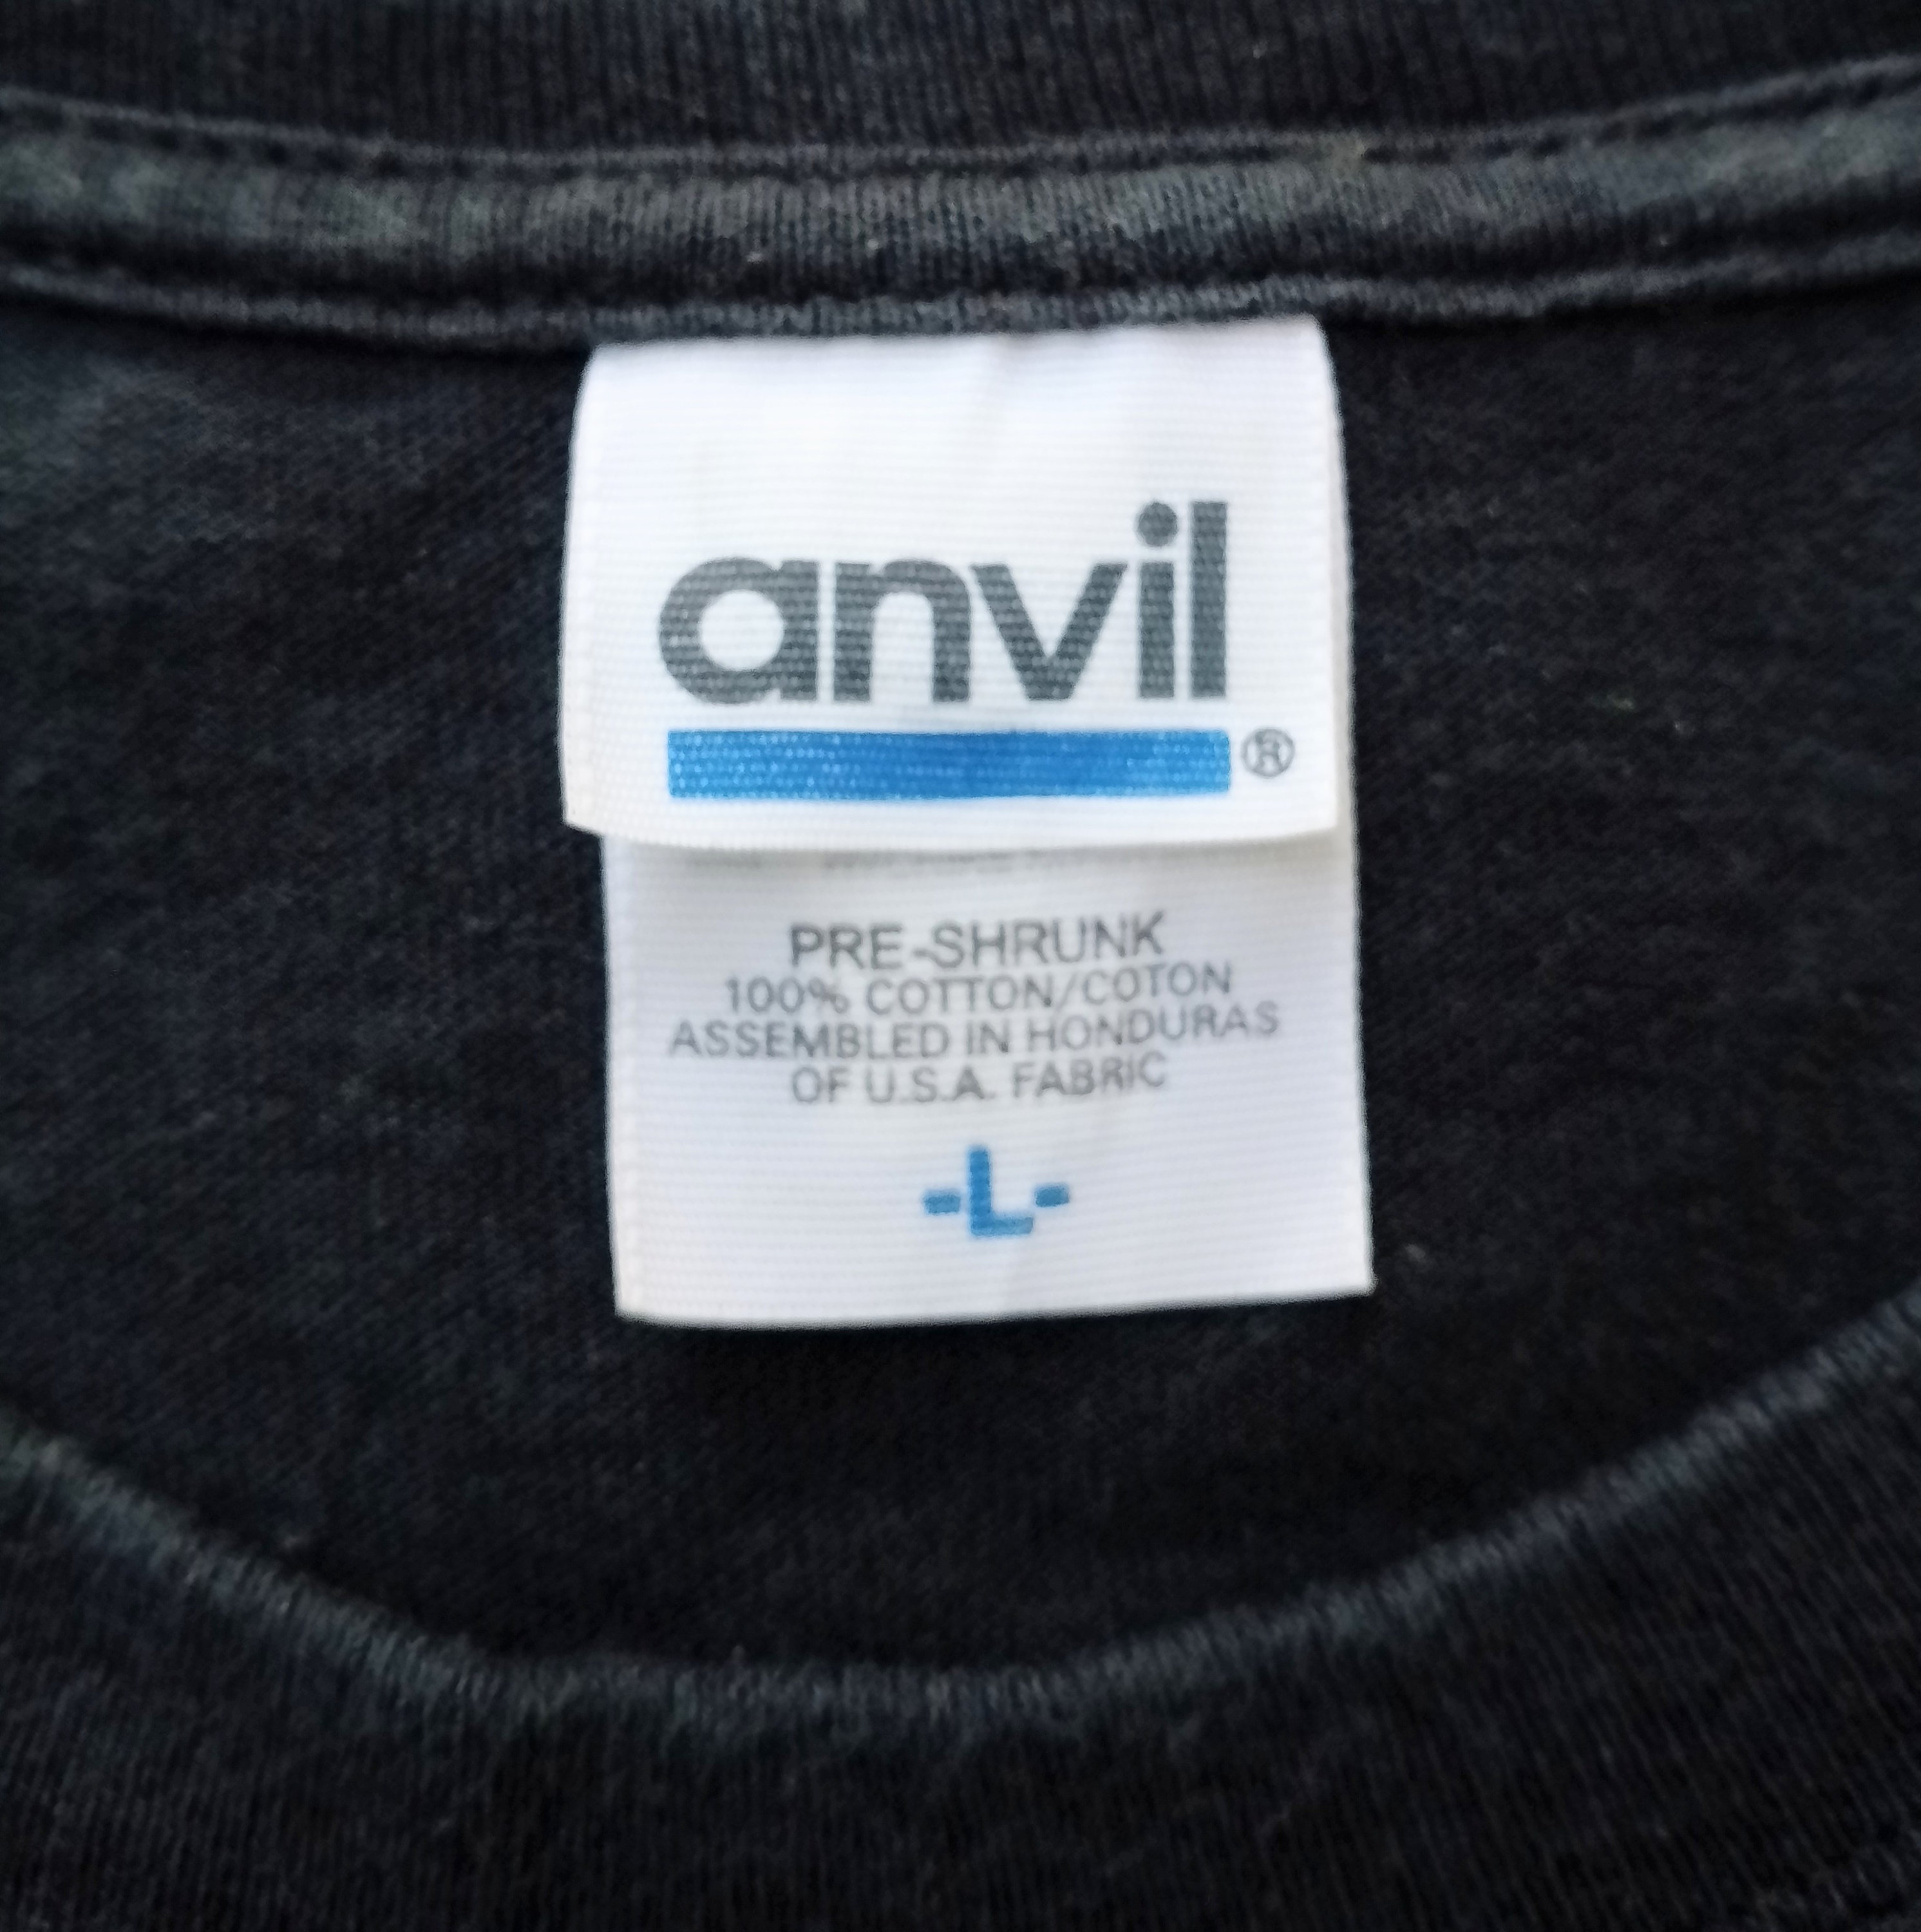 anvil
®
PRE-SHRUNK
100% COTTON/COTON
ASSEMBLED IN HONDURAS
OF U.S.A. FABRIC
-L-